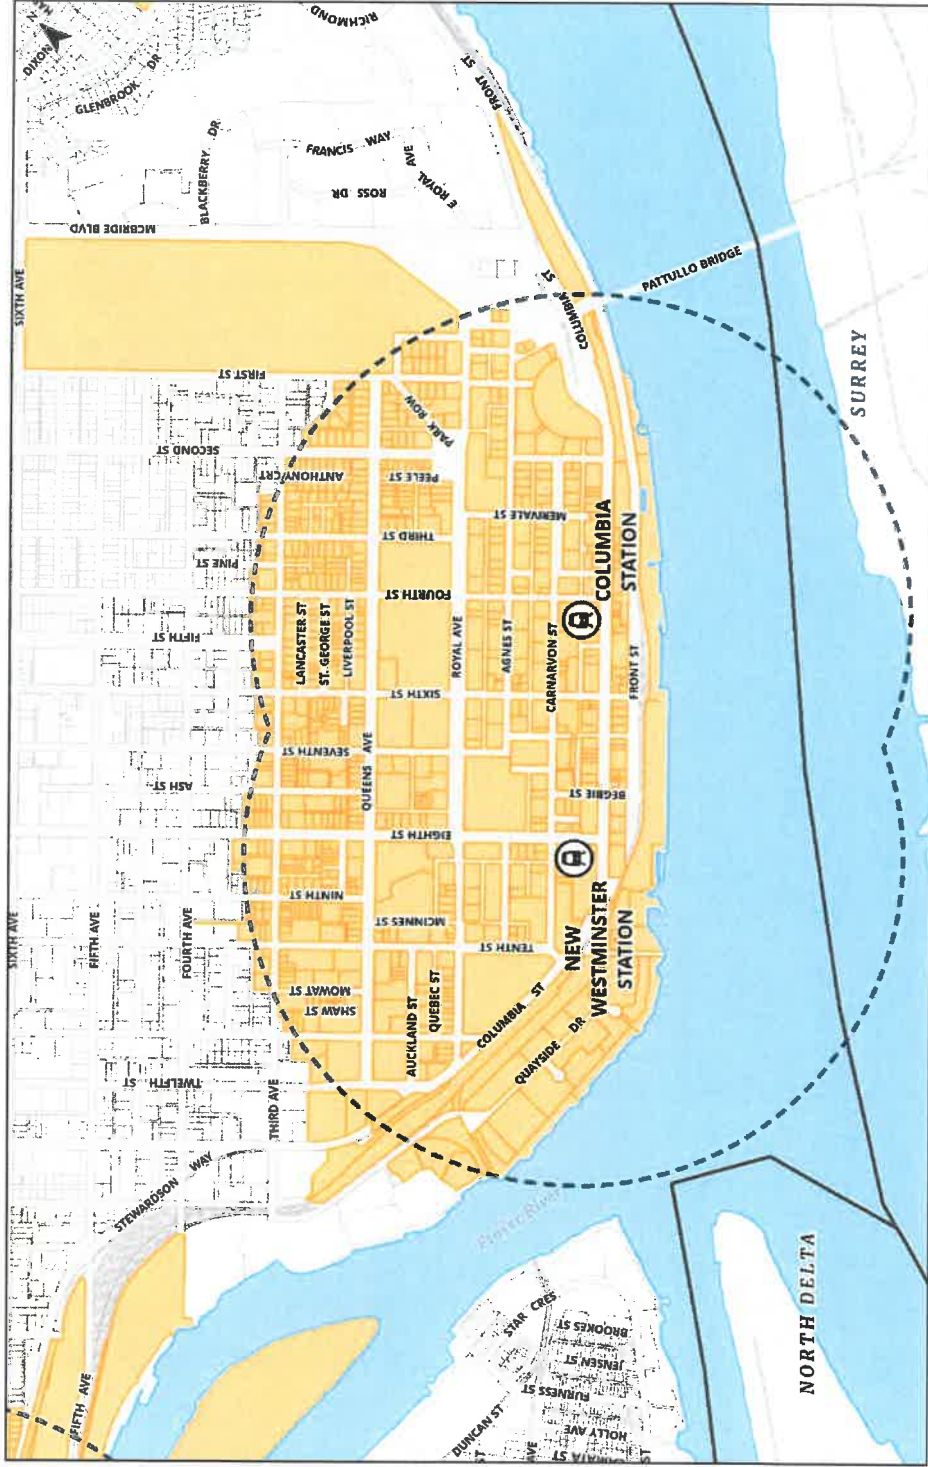 SIXTH AVE
FIFTH AVE
FOURTH AVE
THIRD AVE
STEWARDSON WAY
FIFTH AVE
TWELFTH ST
SHAW ST
MOWAT ST
NINTH ST
MCINNES ST
TENTH ST
EIGHTH ST
AUCKLAND ST
QUEBEC ST
COLUMBIA ST
QUAYSIDE DR
NEW
WESTMINSTER
STATION
ASH ST
SEVENTH ST
QUEENS AVE
BEGBIE ST
FIFTH ST
SIXTH ST
LANCASTER ST
ST. GEORGE ST
LIVERPOOL ST
ROYAL AVE
AGNES ST
CARNARVON ST
FRONT ST
COLUMBIA
STATION
PINE ST
FOURTH ST
THIRD ST
MERIVALE ST
PEELE ST
ANTHONY CRT
SECOND ST
PARK ROW
FIRST ST
SIXTH AVE
MCBRIDE BLVD
COLUMBIA ST
PATTULLO BRIDGE
BLACKBERRY DR
GLENBROOK DR
DIXON
N
FRANCIS WAY
ROSS DR
E ROYAL AVE
RICHMOND
FRONT ST
SURREY
NORTH DELTA
Fraser River
STAR CRES
BROOKES ST
JENSEN ST
FURNESS ST
HOLLY AVE
DUNCAN ST
ST
AVE
ST